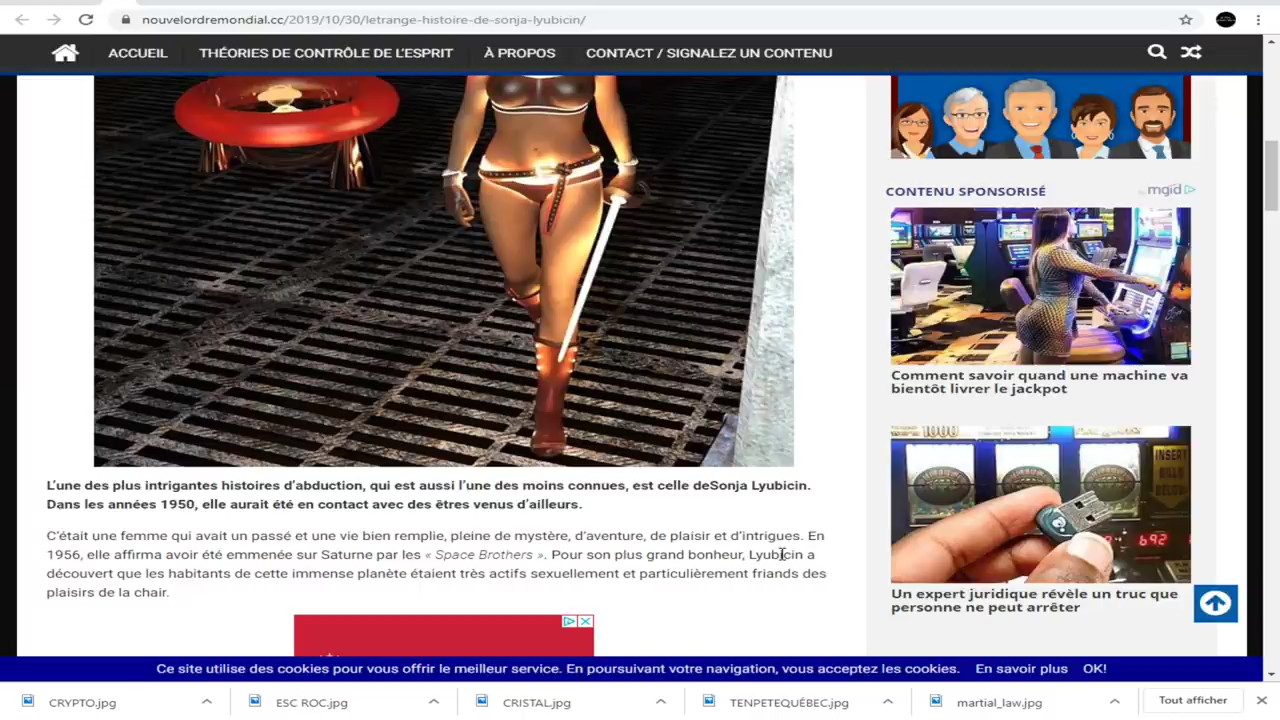 nouvelordremondial.cc/2019/10/30/letrange-histoire-de-sonja-lyubicin/
ACCUEIL THÉORIES DE CONTRÔLE DE L'ESPRIT À PROPOS CONTACT / SIGNALEZ UN CONTENU
L'une des plus intrigantes histoires d'abduction, qui est aussi l'une des moins connues, est celle deSonja Lyubicin.
Dans les années 1950, elle aurait été en contact avec des êtres venus d'ailleurs.
C'était une femme qui avait un passé et une vie bien remplie, pleine de mystère, d'aventure, de plaisir et d'intrigues. En
1956, elle affirma avoir été emmenée sur Saturne par les « Space Brothers ». Pour son plus grand bonheur, Lyubicin a
découvert que les habitants de cette immense planète étaient très actifs sexuellement et particulièrement friands des
plaisirs de la chair.
CONTENU SPONSORISÉ
by mgid
Comment savoir quand une machine va
bientôt livrer le jackpot
1000
INSERT
BILLS
BELOW
692
Un expert juridique révèle un truc que
personne ne peut arrêter
Ce site utilise des cookies pour vous offrir le meilleur service. En poursuivant votre navigation, vous acceptez les cookies. En savoir plus OK!
CRYPTO.jpg ESC ROC.jpg CRISTAL.jpg TENPETEQUÉBEC.jpg martial_law.jpg Tout afficher